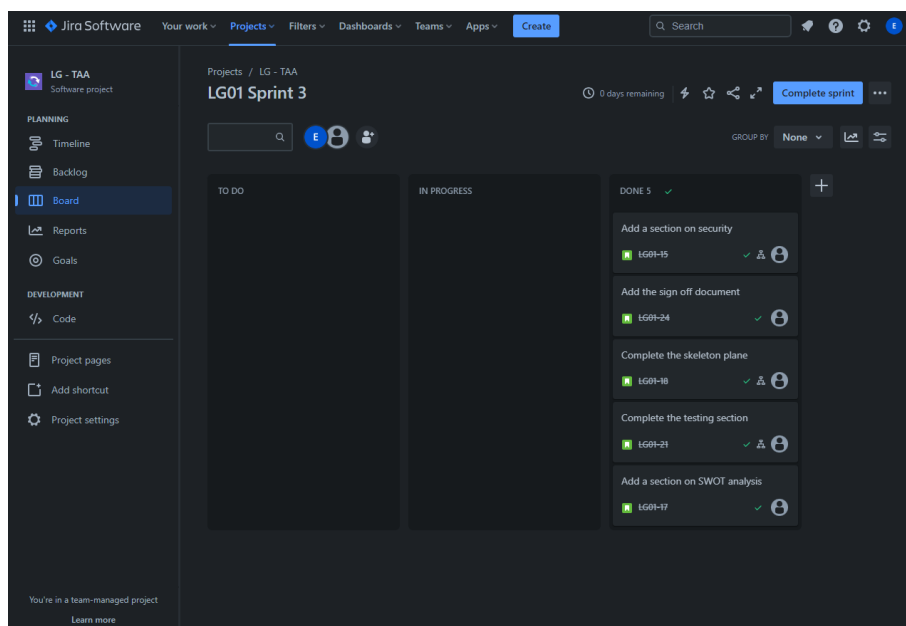 Jira Software Your work Projects Filters Dashboards Teams Apps Create Search E
LG - TAA
Software project
PLANNING
Timeline
Backlog
Board
Reports
Goals
DEVELOPMENT
Code
Project pages
Add shortcut
Project settings
You're in a team-managed project
Learn more
Projects / LG - TAA
LG01 Sprint 3
0 days remaining
Complete sprint
E
GROUP BY None
TO DO
IN PROGRESS
DONE 5
Add a section on security
LG01-15
Add the sign off document
LG01-24
Complete the skeleton plane
LG01-18
Complete the testing section
LG01-21
Add a section on SWOT analysis
LG01-17